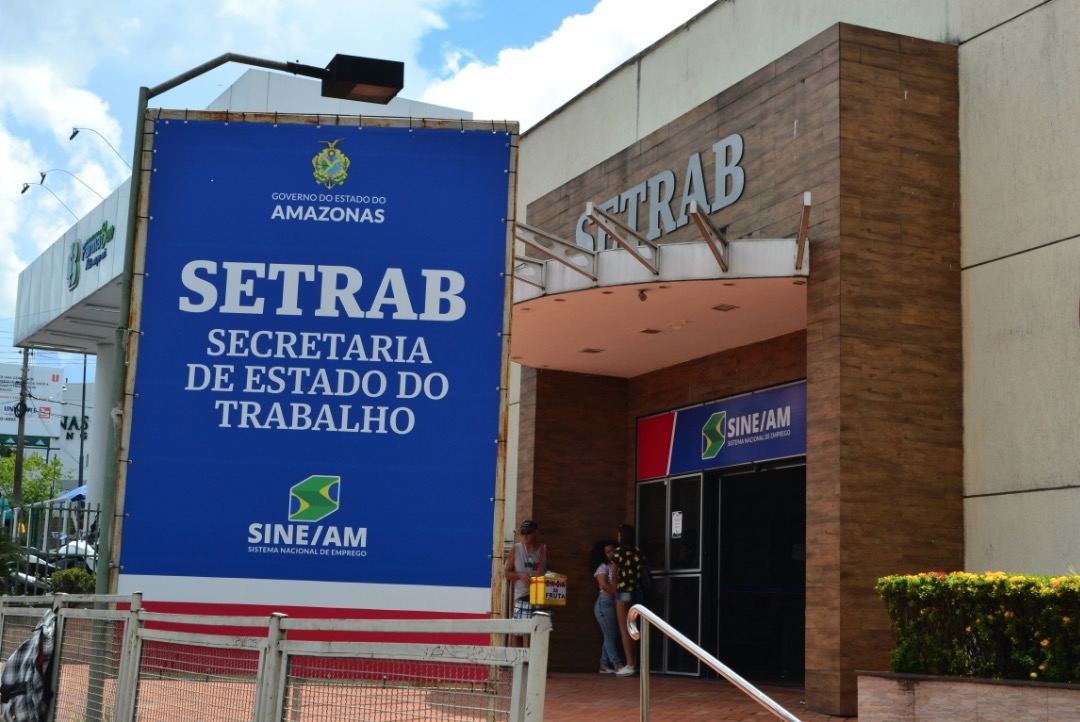 GOVERNO DO ESTADO DO
AMAZONAS
SETRAB
SECRETARIA
DE ESTADO DO
TRABALHO
SINE/AM
SISTEMA NACIONAL DE EMPREGO
SETRAB
SINE/AM
SISTEMA NACIONAL DE EMPREGO
FRUTA